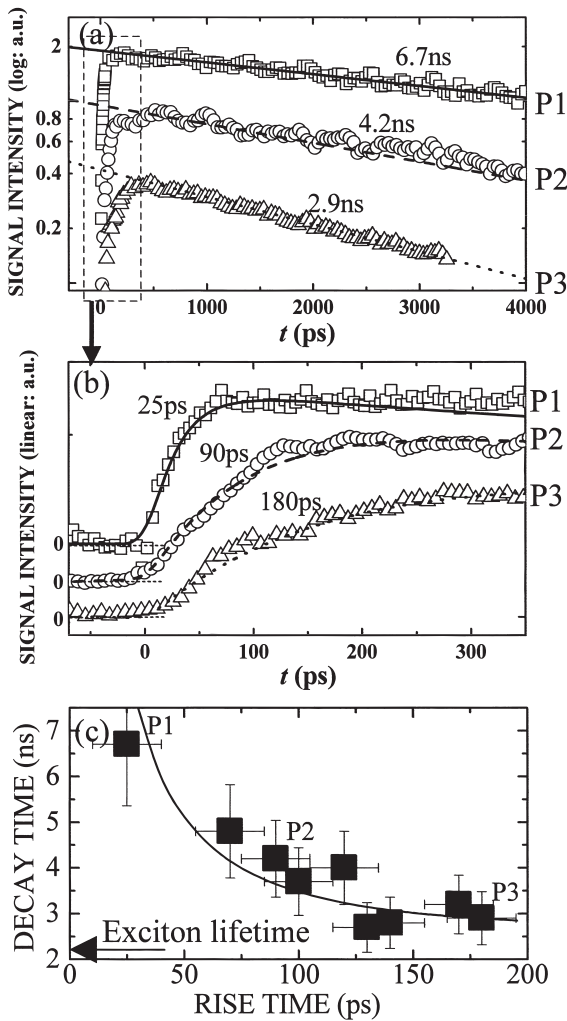 (a)
SIGNAL INTENSITY (log: a.u.)
2
1
0.8
0.6
0.4
0.2
6.7ns
P1
4.2ns
P2
2.9ns
P3
0 1000 2000 3000 4000
t (ps)
(b)
SIGNAL INTENSITY (linear: a.u.)
25ps
P1
90ps
P2
180ps
P3
0
0
0
0 100 200 300
t (ps)
(c)
DECAY TIME (ns)
7
6
5
4
3
2
P1
P2
P3
Exciton lifetime
0 50 100 150 200
RISE TIME (ps)